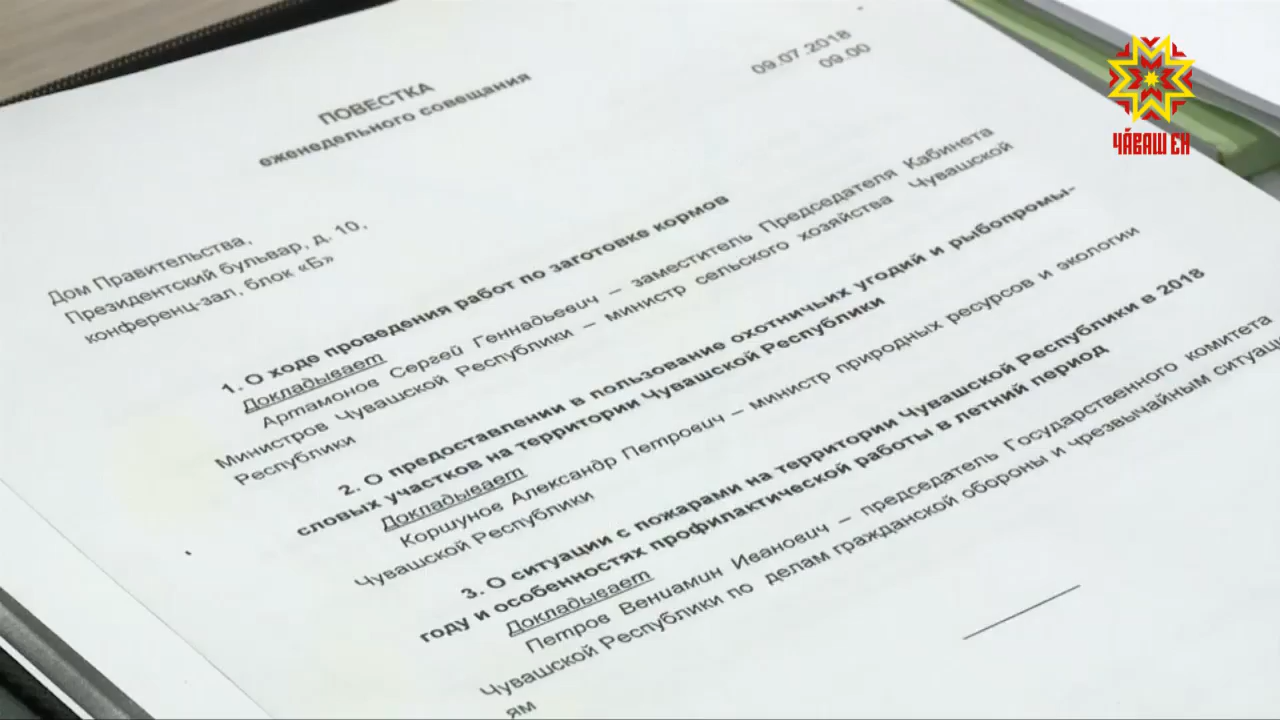 ПОВЕСТКА
еженедельного совещания
09.07.2018
09.00
Дом Правительства,
Президентский бульвар, д. 10,
конференц-зал, блок «Б»
1. О ходе проведения работ по заготовке кормов
Докладывает
Артамонов Сергей Геннадьевич – заместитель Председателя Кабинета
Министров Чувашской Республики – министр сельского хозяйства Чувашской
Республики
2. О предоставлении в пользование охотничьих угодий и рыбопромы-
словых участков на территории Чувашской Республики
Докладывает
Коршунов Александр Петрович – министр природных ресурсов и экологии
Чувашской Республики
3. О ситуации с пожарами на территории Чувашской Республики в 2018
году и особенностях профилактической работы в летний период
Докладывает
Петров Вениамин Иванович – председатель Государственного комитета
Чувашской Республики по делам гражданской обороны и чрезвычайным ситуаци
ям
ЧӐВАШ ЕН